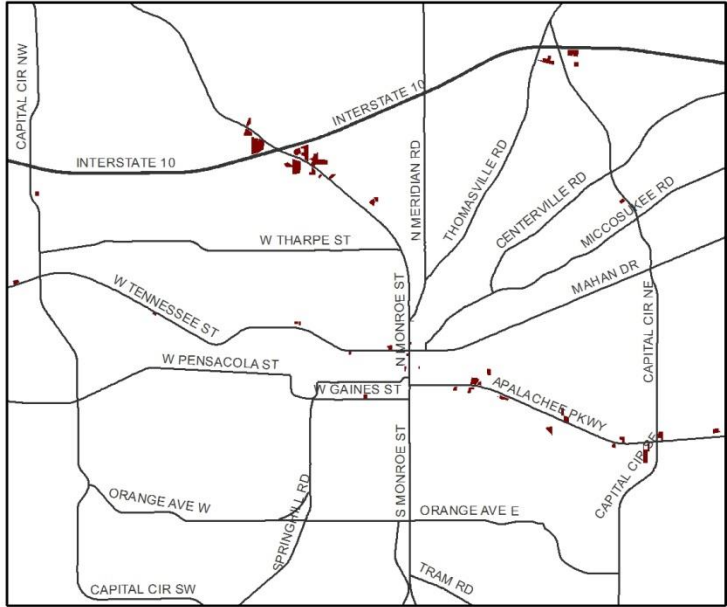 CAPITAL CIR NW
INTERSTATE 10
INTERSTATE 10
N MERIDIAN RD
THOMASVILLE RD
CENTERVILLE RD
MICCOSUKEE RD
W THARPE ST
MAHAN DR
W TENNESSEE ST
N MONROE ST
CAPITAL CIR NE
W PENSACOLA ST
W GAINES ST
APALACHEE PKWY
S MONROE ST
CAPITAL CIR SE
ORANGE AVE W
SPRINGHILL RD
ORANGE AVE E
CAPITAL CIR SW
TRAM RD